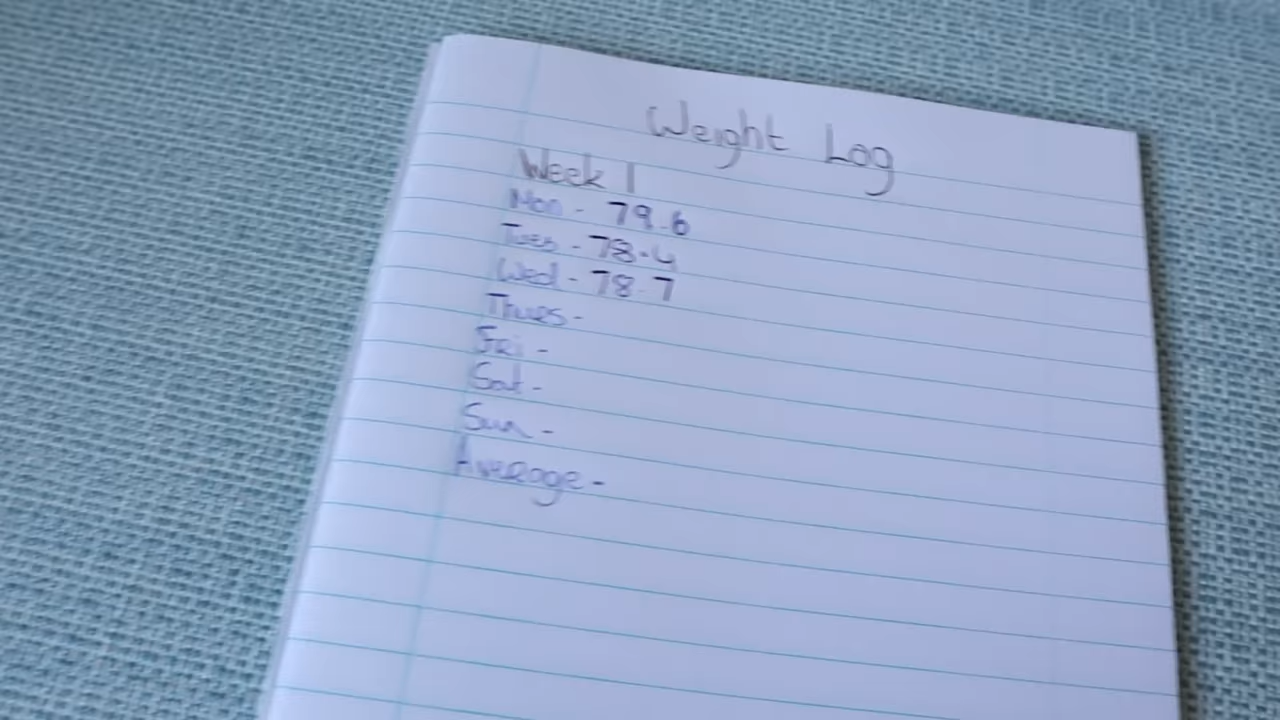 Weight Log
Week 1
Mon - 79.6
Tues - 78.4
Wed - 78.7
Thurs -
Fri -
Sat -
Sun -
Average -